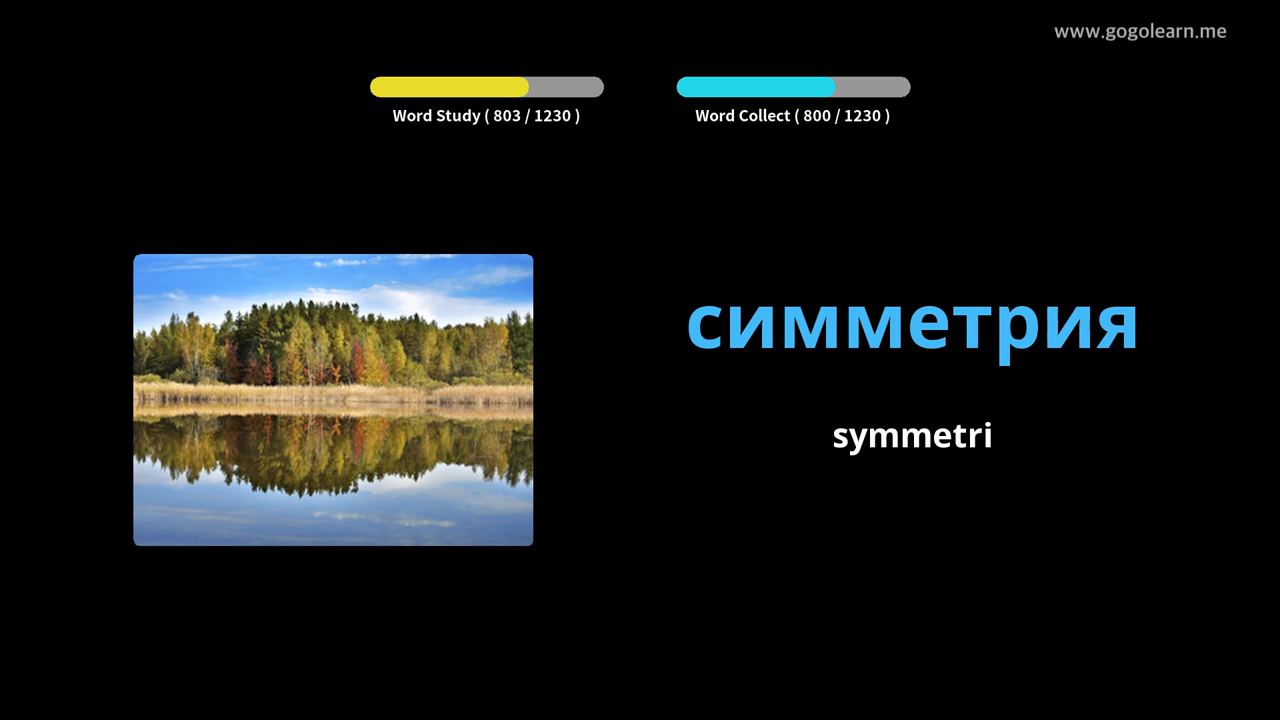 www.gogolearn.me
Word Study ( 803 / 1230 )
Word Collect ( 800 / 1230 )
симметрия
symmetri